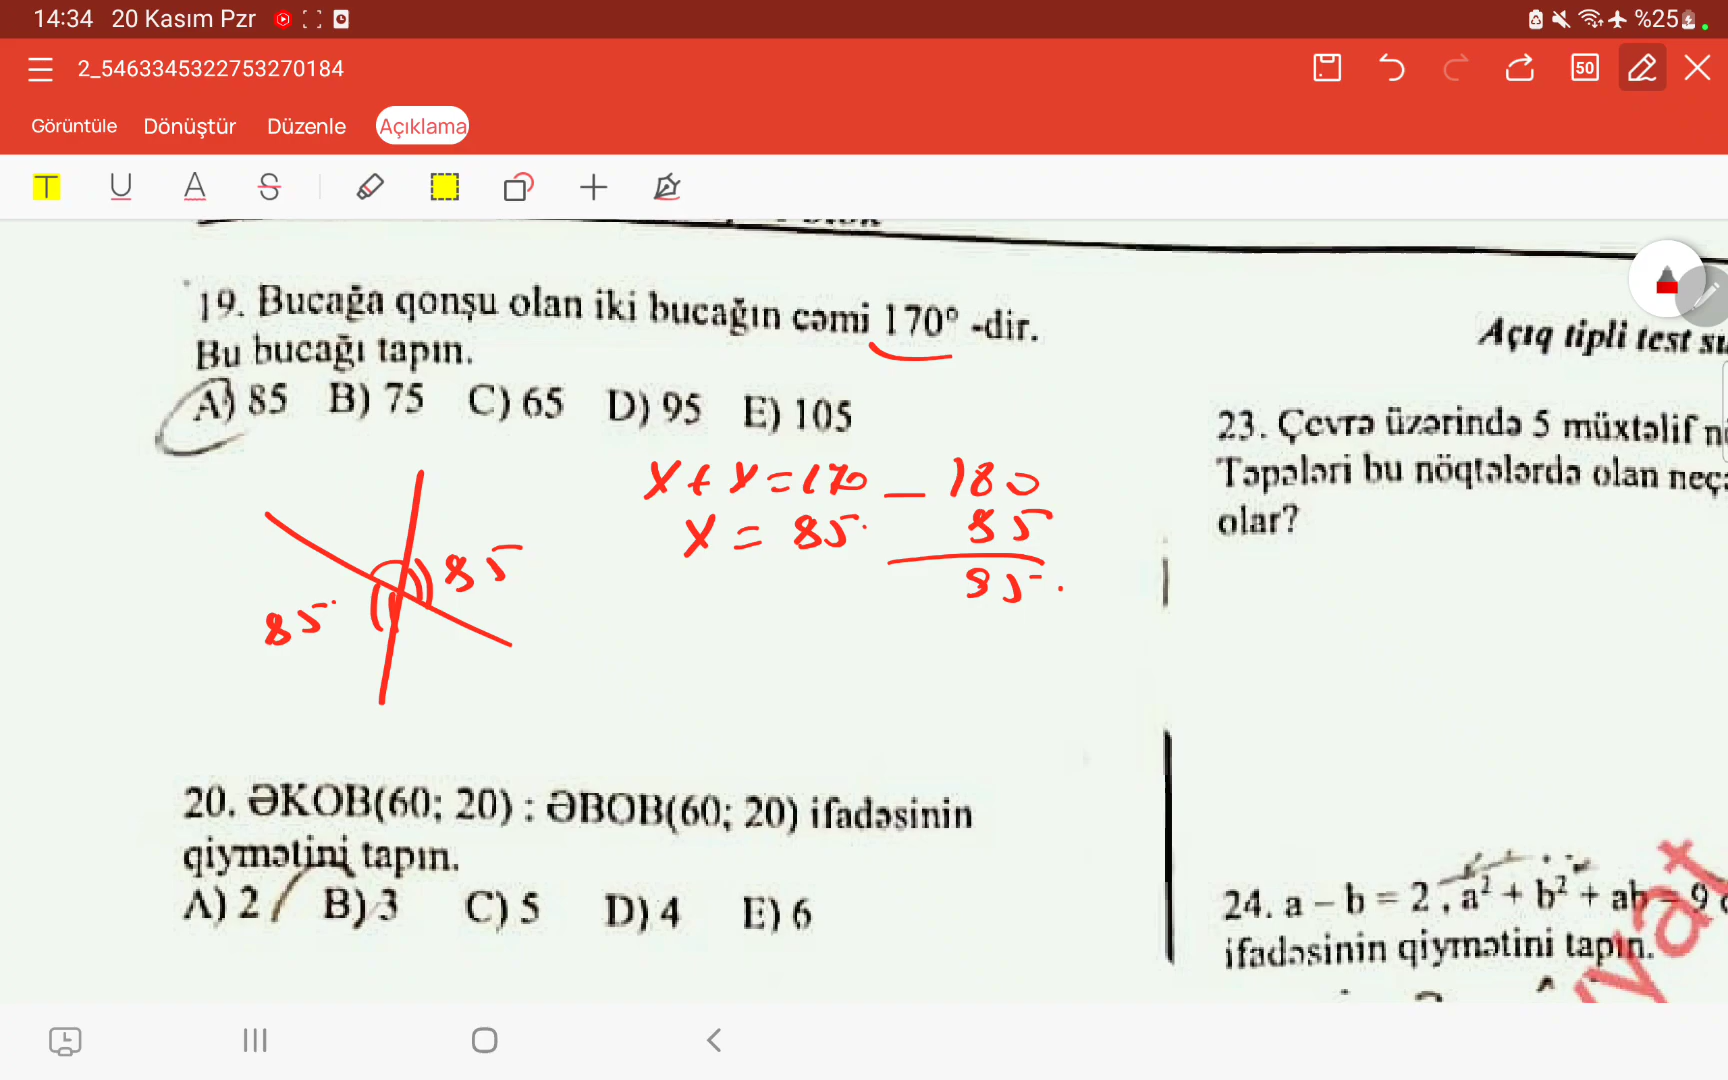 14:34 20 Kasım Pzr %25
2_5463345322753270184
50
Görüntüle Dönüştür Düzenle Açıklama
19. Bucağa qonşu olan iki bucağın cəmi 170° -dir.
Bu bucağı tapın.
A) 85 B) 75 C) 65 D) 95 E) 105
x + x = 170
x = 85.
– 180
85
85.
85
85.
20. ƏKOB(60; 20) : ƏBOB(60; 20) ifadəsinin
qiymətini tapın.
A) 2 B) 3 C) 5 D) 4 E) 6
Açıq tipli test
23. Çevrə üzərində 5 müxtəlif
Təpələri bu nöqtələrdə olan
olar?
24. a – b = 2, a² + b² + ab 9
ifadəsinin qiymətini tapın.